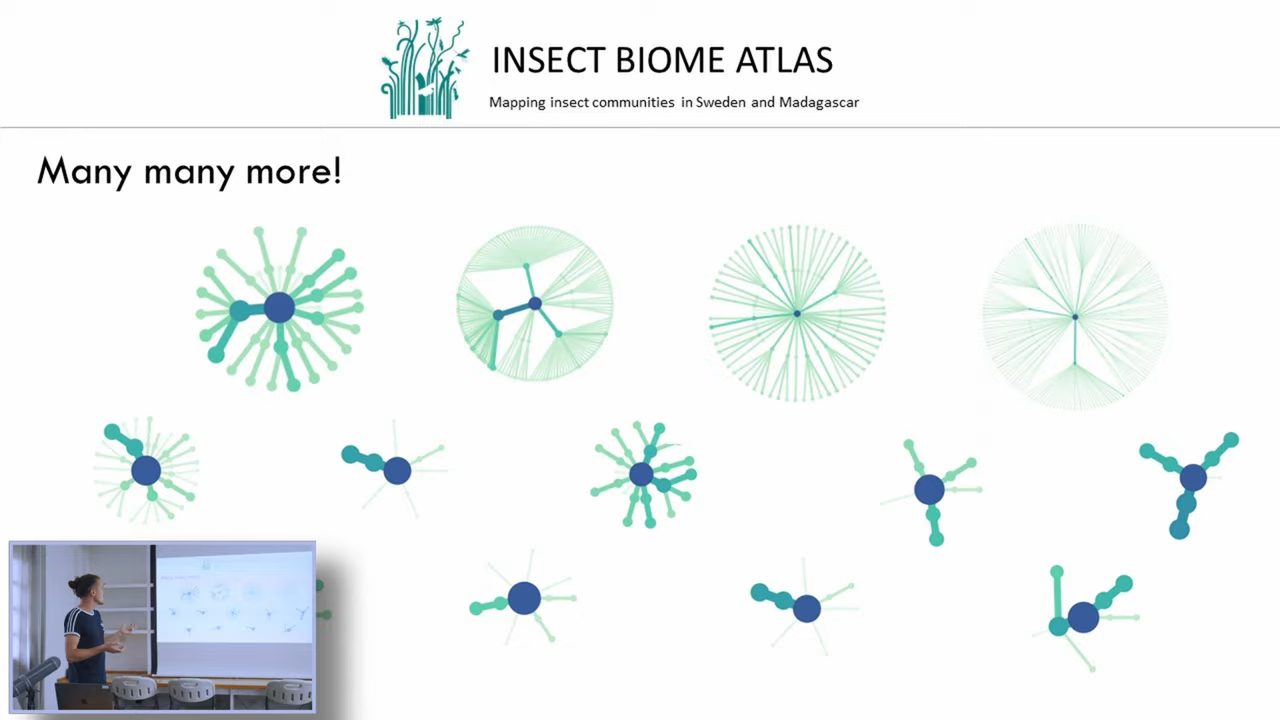 INSECT BIOME ATLAS
Mapping insect communities in Sweden and Madagascar
Many many more!